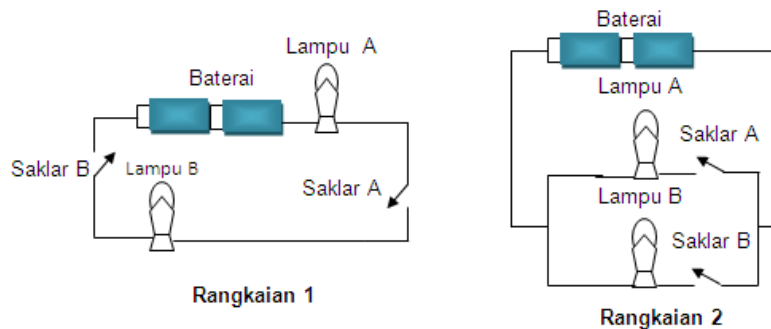 Lampu A
Baterai
Saklar B
Lampu B
Saklar A
Rangkaian 1
Baterai
Lampu A
Saklar A
Lampu B
Saklar B
Rangkaian 2